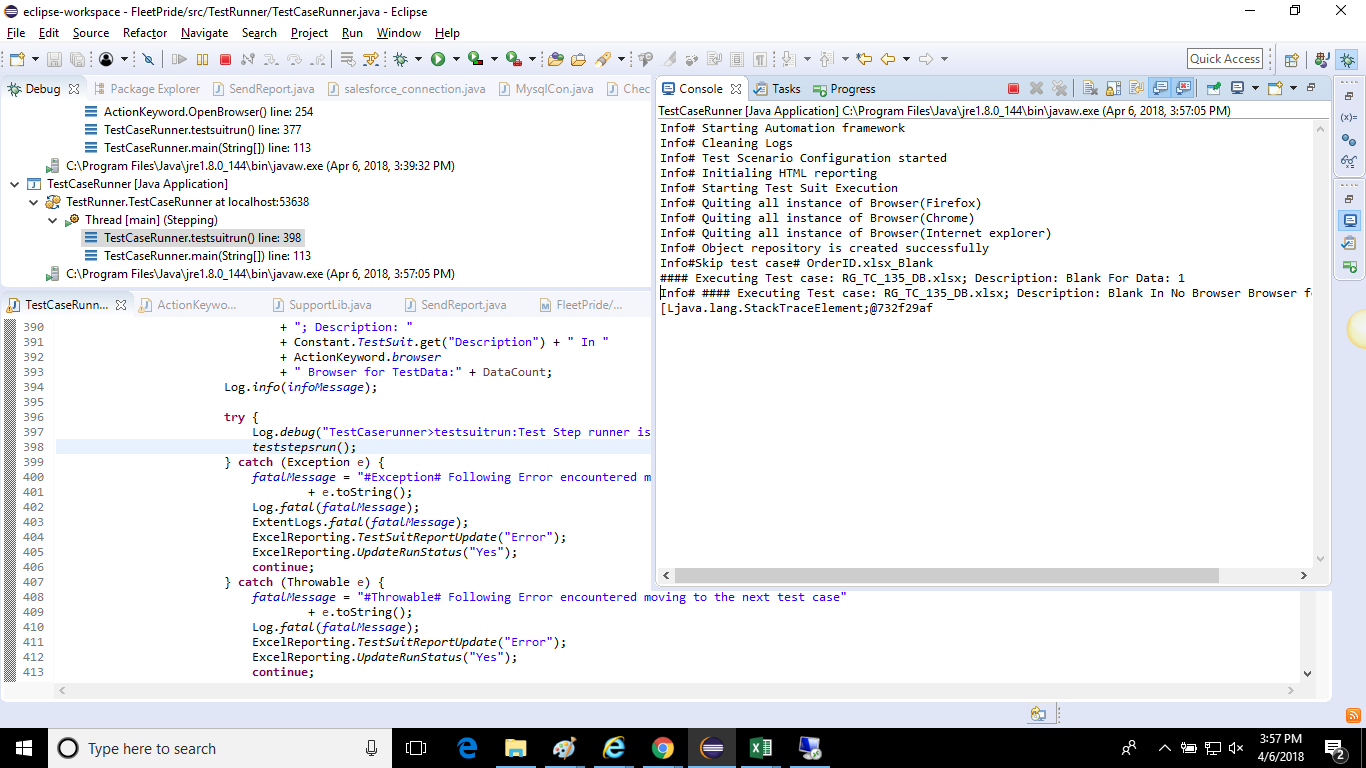 eclipse-workspace - FleetPride/src/TestRunner/TestCaseRunner.java - Eclipse
File Edit Source Refactor Navigate Search Project Run Window Help
Quick Access
Debug Package Explorer SendReport.java salesforce_connection.java MysqlCon.java Chec
ActionKeyword.OpenBrowser() line: 254
TestCaseRunner.testsuitrun() line: 377
TestCaseRunner.main(String[]) line: 113
C:\Program Files\Java\jre1.8.0_144\bin\javaw.exe (Apr 6, 2018, 3:39:32 PM)
TestCaseRunner [Java Application]
TestRunner.TestCaseRunner at localhost:53638
Thread [main] (Stepping)
TestCaseRunner.testsuitrun() line: 398
TestCaseRunner.main(String[]) line: 113
C:\Program Files\Java\jre1.8.0_144\bin\javaw.exe (Apr 6, 2018, 3:57:05 PM)
Console Tasks Progress
TestCaseRunner [Java Application] C:\Program Files\Java\jre1.8.0_144\bin\javaw.exe (Apr 6, 2018, 3:57:05 PM)
Info# Starting Automation framework
Info# Cleaning Logs
Info# Test Scenario Configuration started
Info# Initialing HTML reporting
Info# Starting Test Suit Execution
Info# Quiting all instance of Browser(Firefox)
Info# Quiting all instance of Browser(Chrome)
Info# Quiting all instance of Browser(Internet explorer)
Info# Object repository is created successfully
Info#Skip test case# OrderID.xlsx_Blank
#### Executing Test case: RG_TC_135_DB.xlsx; Description: Blank For Data: 1
Info# #### Executing Test case: RG_TC_135_DB.xlsx; Description: Blank In No Browser Browser fo
[Ljava.lang.StackTraceElement;@732f29af
TestCaseRunn... ActionKeywo... SupportLib.java SendReport.java FleetPride/...
390 + "; Description: "
391 + Constant.TestSuit.get("Description") + " In "
392 + ActionKeyword.browser
393 + " Browser for TestData:" + DataCount;
394 Log.info(infoMessage);
395
396 try {
397 Log.debug("TestCaserunner>testsuitrun:Test Step runner is
398 teststepsrun();
399 } catch (Exception e) {
400 fatalMessage = "#Exception# Following Error encountered m
401 + e.toString();
402 Log.fatal(fatalMessage);
403 ExtentLogs.fatal(fatalMessage);
404 ExcelReporting.TestSuitReportUpdate("Error");
405 ExcelReporting.UpdateRunStatus("Yes");
406 continue;
407 } catch (Throwable e) {
408 fatalMessage = "#Throwable# Following Error encountered moving to the next test case"
409 + e.toString();
410 Log.fatal(fatalMessage);
411 ExcelReporting.TestSuitReportUpdate("Error");
412 ExcelReporting.UpdateRunStatus("Yes");
413 continue;
Type here to search
3:57 PM
4/6/2018
2